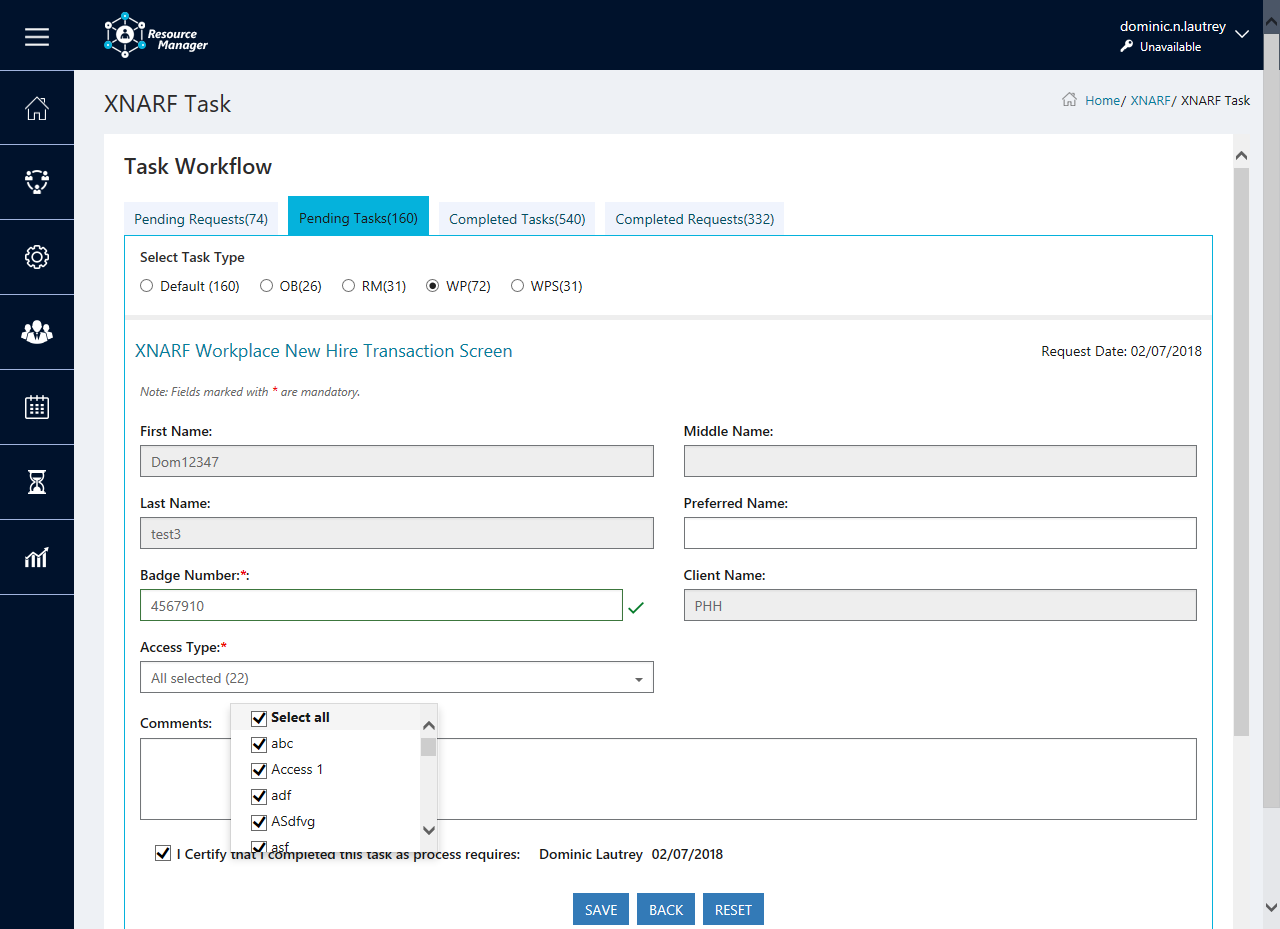 Resource
Manager
dominic.n.lautrey
Unavailable
XNARF Task
Home/ XNARF/ XNARF Task
Task Workflow
Pending Requests(74)
Pending Tasks(160)
Completed Tasks(540)
Completed Requests(332)
Select Task Type
Default (160)
OB(26)
RM(31)
WP(72)
WPS(31)
XNARF Workplace New Hire Transaction Screen
Request Date: 02/07/2018
Note: Fields marked with * are mandatory.
First Name:
Middle Name:
Dom12347
Last Name:
Preferred Name:
test3
Badge Number:*:
Client Name:
4567910
PHH
Access Type:*
All selected (22)
Comments:
Select all
abc
Access 1
adf
ASdfvg
asf
I Certify that I completed this task as process requires: Dominic Lautrey 02/07/2018
SAVE
BACK
RESET